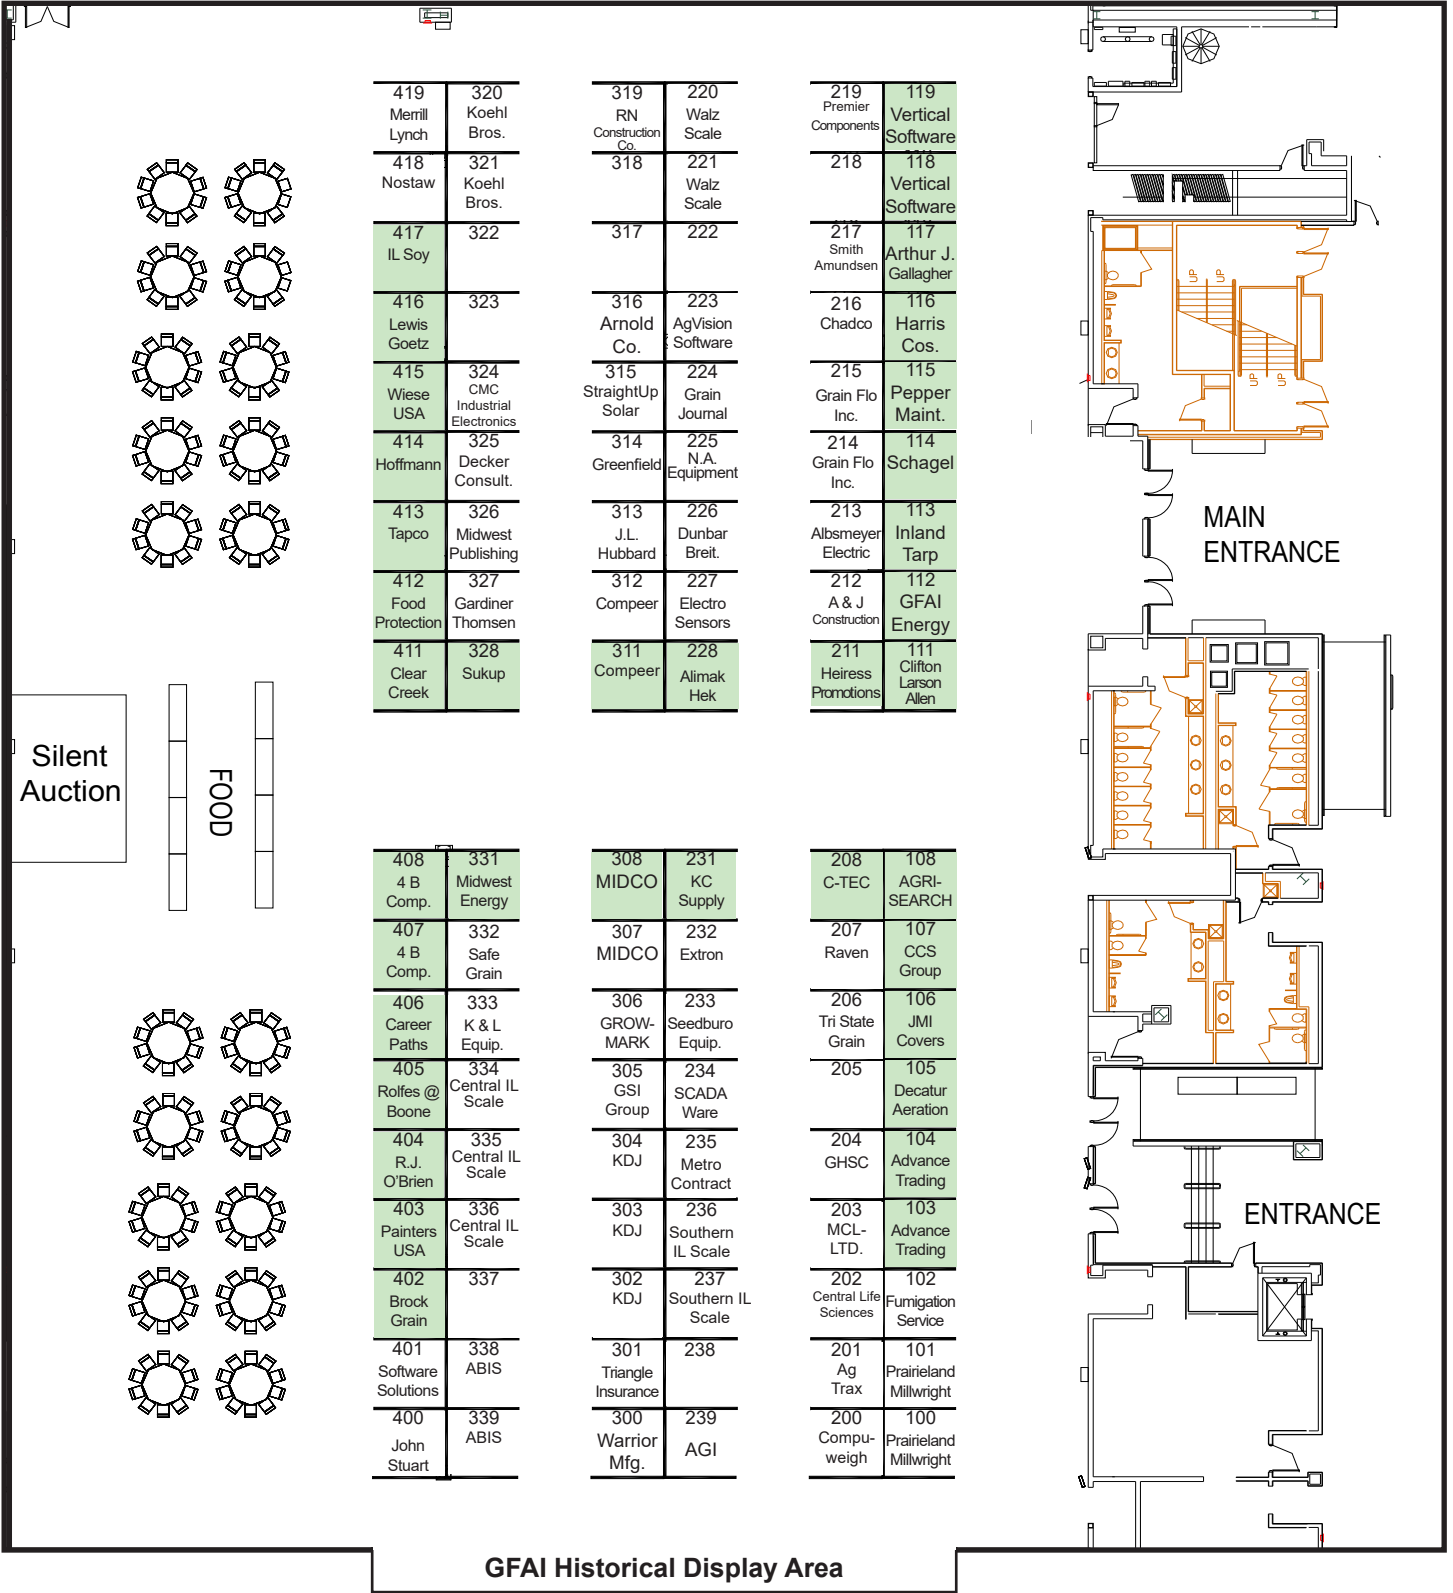 419
Merrill
Lynch
320
Koehl
Bros.
418
Nostaw
321
Koehl
Bros.
417
IL Soy
322
416
Lewis
Goetz
323
415
Wiese
USA
324
CMC
Industrial
Electronics
414
Hoffmann
325
Decker
Consult.
413
Tapco
326
Midwest
Publishing
412
Food
Protection
327
Gardiner
Thomsen
411
Clear
Creek
328
Sukup
319
RN
Construction
Co.
220
Walz
Scale
318
221
Walz
Scale
317
222
316
Arnold
Co.
223
AgVision
Software
315
StraightUp
Solar
224
Grain
Journal
314
Greenfield
225
N.A.
Equipment
313
J.L.
Hubbard
226
Dunbar
Breit.
312
Compeer
227
Electro
Sensors
311
Compeer
228
Alimak
Hek
219
Premier
Components
119
Vertical
Software
218
118
Vertical
Software
217
Smith
Amundsen
117
Arthur J.
Gallagher
216
Chadco
116
Harris
Cos.
215
Grain Flo
Inc.
115
Pepper
Maint.
214
Grain Flo
Inc.
114
Schagel
213
Albsmeyer
Electric
113
Inland
Tarp
212
A & J
Construction
112
GFAI
Energy
211
Heiress
Promotions
111
Clifton
Larson
Allen
UP
UP
UP
UP
MAIN
ENTRANCE
Silent
Auction
FOOD
408
4 B
Comp.
331
Midwest
Energy
407
4 B
Comp.
332
Safe
Grain
406
Career
Paths
333
K & L
Equip.
405
Rolfes @
Boone
334
Central IL
Scale
404
R.J.
O'Brien
335
Central IL
Scale
403
Painters
USA
336
Central IL
Scale
402
Brock
Grain
337
401
Software
Solutions
338
ABIS
400
John
Stuart
339
ABIS
308
MIDCO
231
KC
Supply
307
MIDCO
232
Extron
306
GROW-
MARK
233
Seedburo
Equip.
305
GSI
Group
234
SCADA
Ware
304
KDJ
235
Metro
Contract
303
KDJ
236
Southern
IL Scale
302
KDJ
237
Southern IL
Scale
301
Triangle
Insurance
238
300
Warrior
Mfg.
239
AGI
208
C-TEC
108
AGRI-
SEARCH
207
Raven
107
CCS
Group
206
Tri State
Grain
106
JMI
Covers
205
105
Decatur
Aeration
204
GHSC
104
Advance
Trading
203
MCL-
LTD.
103
Advance
Trading
202
Central Life
Sciences
102
Fumigation
Service
201
Ag
Trax
101
Prairieland
Millwright
200
Compu-
weigh
100
Prairieland
Millwright
ENTRANCE
GFAI Historical Display Area